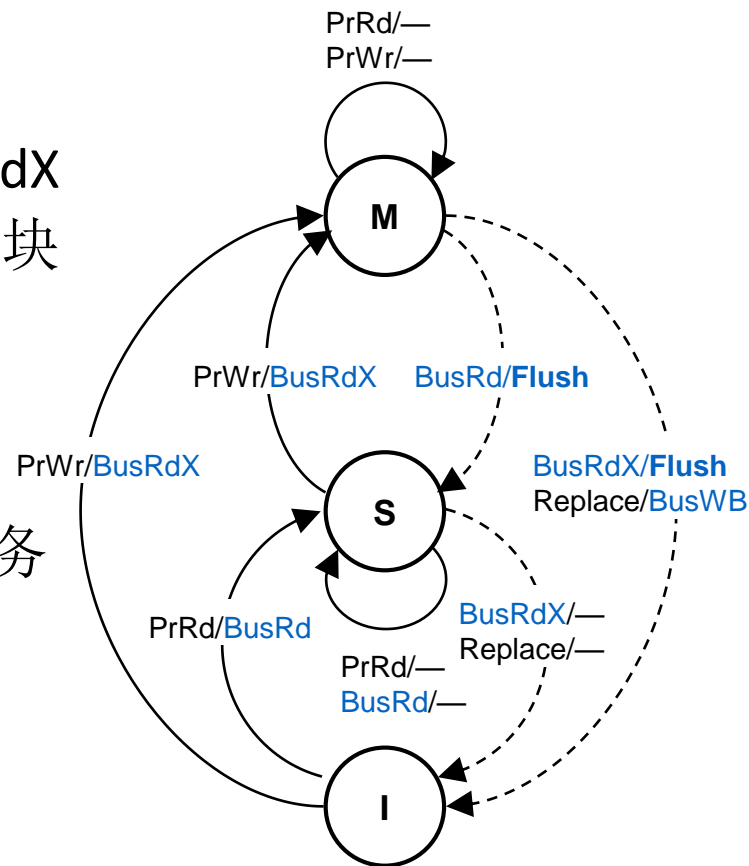 PrRd/—
PrWr/—
dX
M
块
PrWr/BusRdX
BusRd/Flush
PrWr/BusRdX
BusRdX/Flush
Replace/BusWB
S
务
PrRd/BusRd
BusRdX/—
Replace/—
PrRd/—
BusRd/—
I